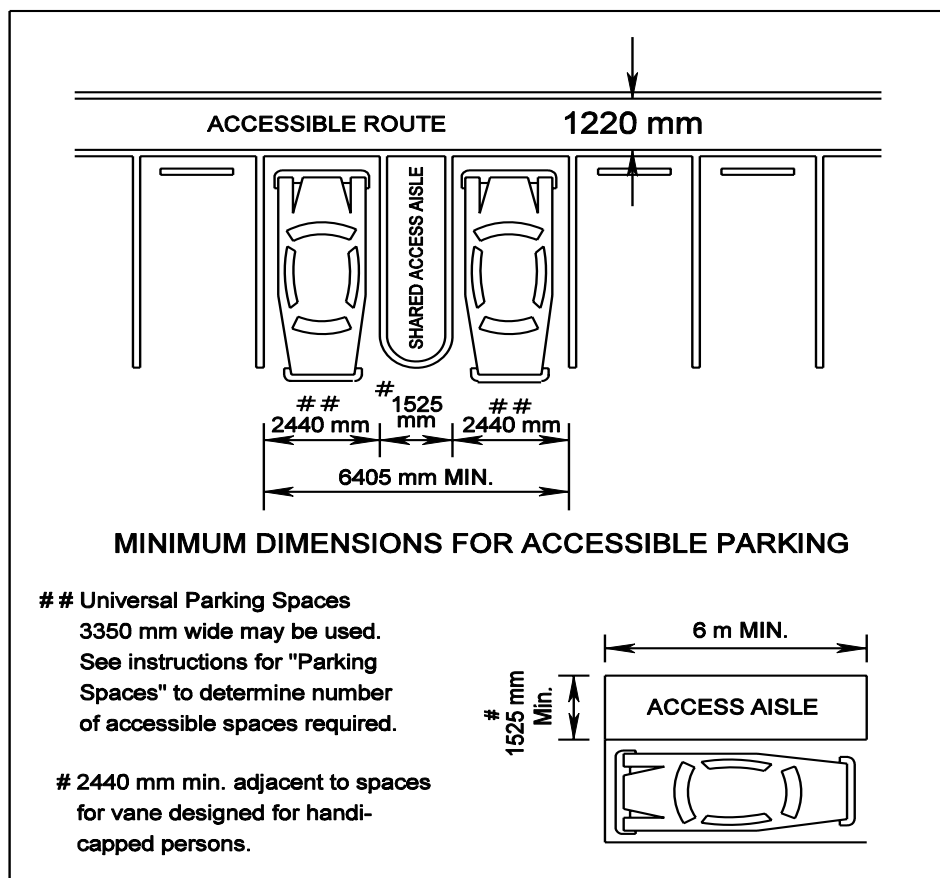 ACCESSIBLE ROUTE 1220 mm
SHARED ACCESS AISLE
# # # # #
1525
mm
2440 mm 2440 mm
6405 mm MIN.
MINIMUM DIMENSIONS FOR ACCESSIBLE PARKING
# # Universal Parking Spaces
3350 mm wide may be used.
See instructions for "Parking
Spaces" to determine number
of accessible spaces required.
# 2440 mm min. adjacent to spaces
for vane designed for handi-
capped persons.
6 m MIN.
#
1525 mm
Min.
ACCESS AISLE